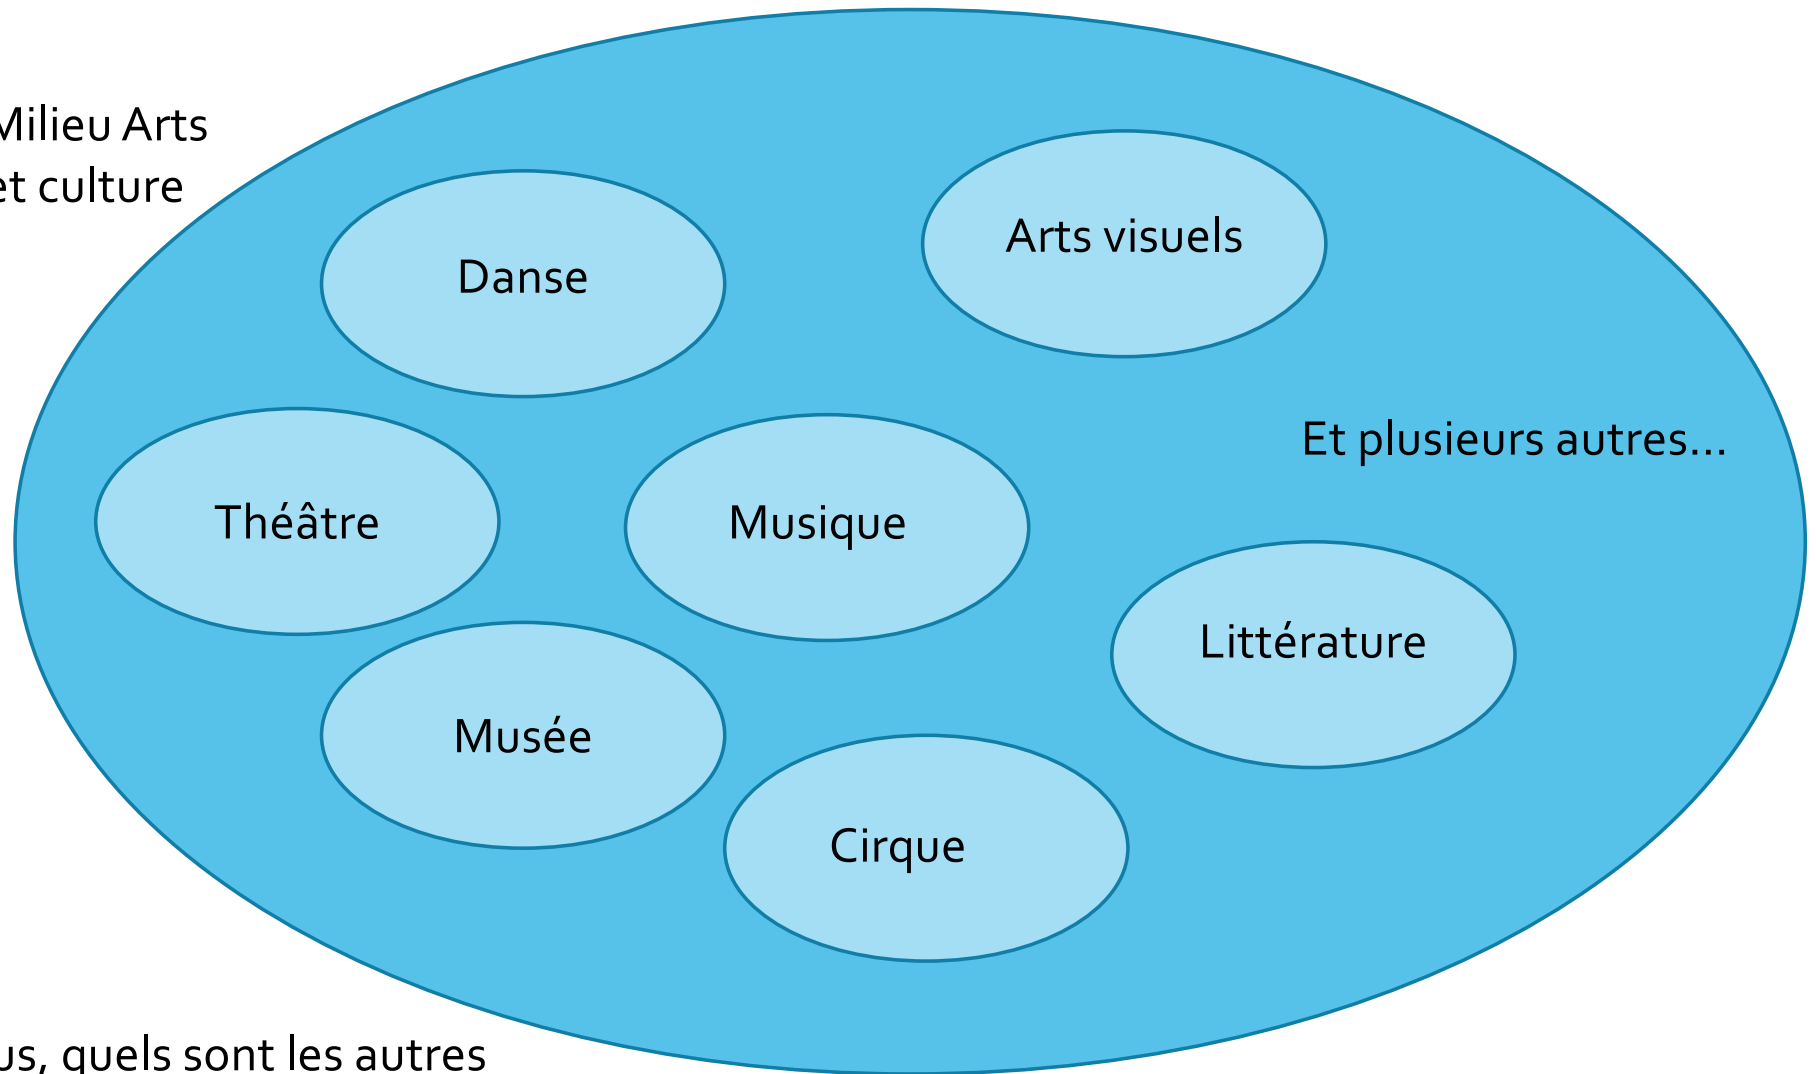 Milieu Arts
et culture
Arts visuels
Danse
Et plusieurs autres...
Théâtre
Musique
Littérature
Musée
Cirque
quels sont les autres